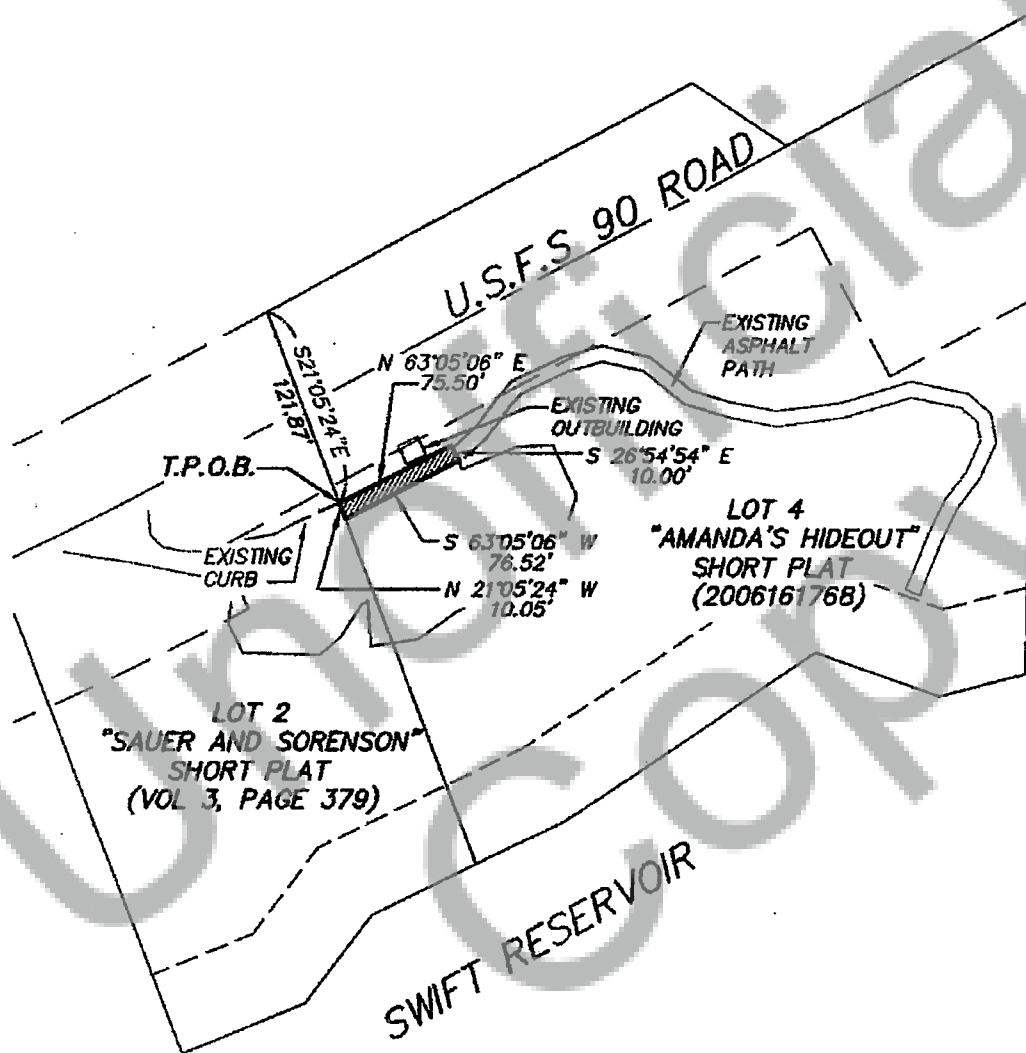 U.S.F.S 90 ROAD
S21°05'24"E
121.87'
N 63°05'06" E
75.50'
EXISTING
ASPHALT
PATH
EXISTING
OUTBUILDING
S 26°54'54" E
10.00'
T.P.O.B.
EXISTING
CURB
S 63°05'06" W
76.52'
N 21°05'24" W
10.05'
LOT 4
"AMANDA'S HIDEOUT"
SHORT PLAT
(2006161768)
LOT 2
"SAUER AND SORENSON"
SHORT PLAT
(VOL 3, PAGE 379)
SWIFT RESERVOIR
Unofficial
Copy